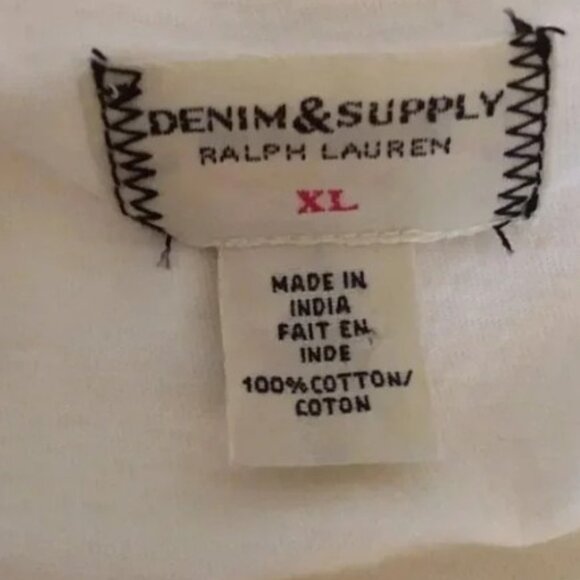 DENIM&SUPPLY
RALPH LAUREN
XL
MADE IN
INDIA
FAIT EN
INDE
100%COTTON/
COTON